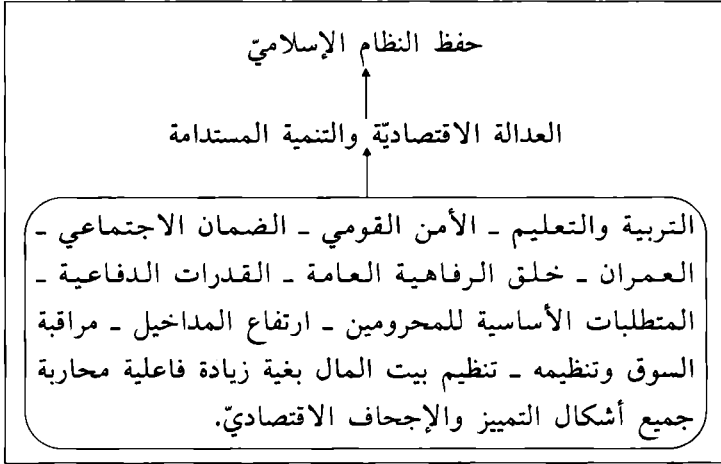 حفظ النظام الإسلاميّ
العدالة الاقتصاديّة والتنمية المستدامة
التربية والتعليم ـ الأمن القومي ـ الضمان الاجتماعي ـ
العمران ـ خلق الرفاهية العامة ـ القدرات الدفاعية ـ
المتطلبات الأساسية للمحرومين ـ ارتفاع المداخيل ـ مراقبة
السوق وتنظيمه ـ تنظيم بيت المال بغية زيادة فاعلية محاربة
جميع أشكال التمييز والإجحاف الاقتصاديّ.